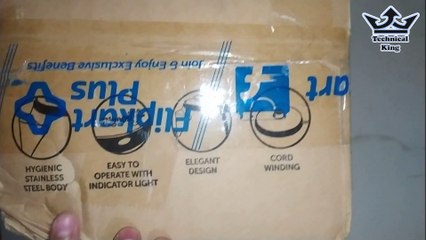 Technical
King
Join & Enjoy Exclusive Benefits
Flipkart
Plus
kart
HYGIENIC
STAINLESS
STEEL BODY
EASY TO
OPERATE WITH
INDICATOR LIGHT
ELEGANT
DESIGN
CORD
WINDING